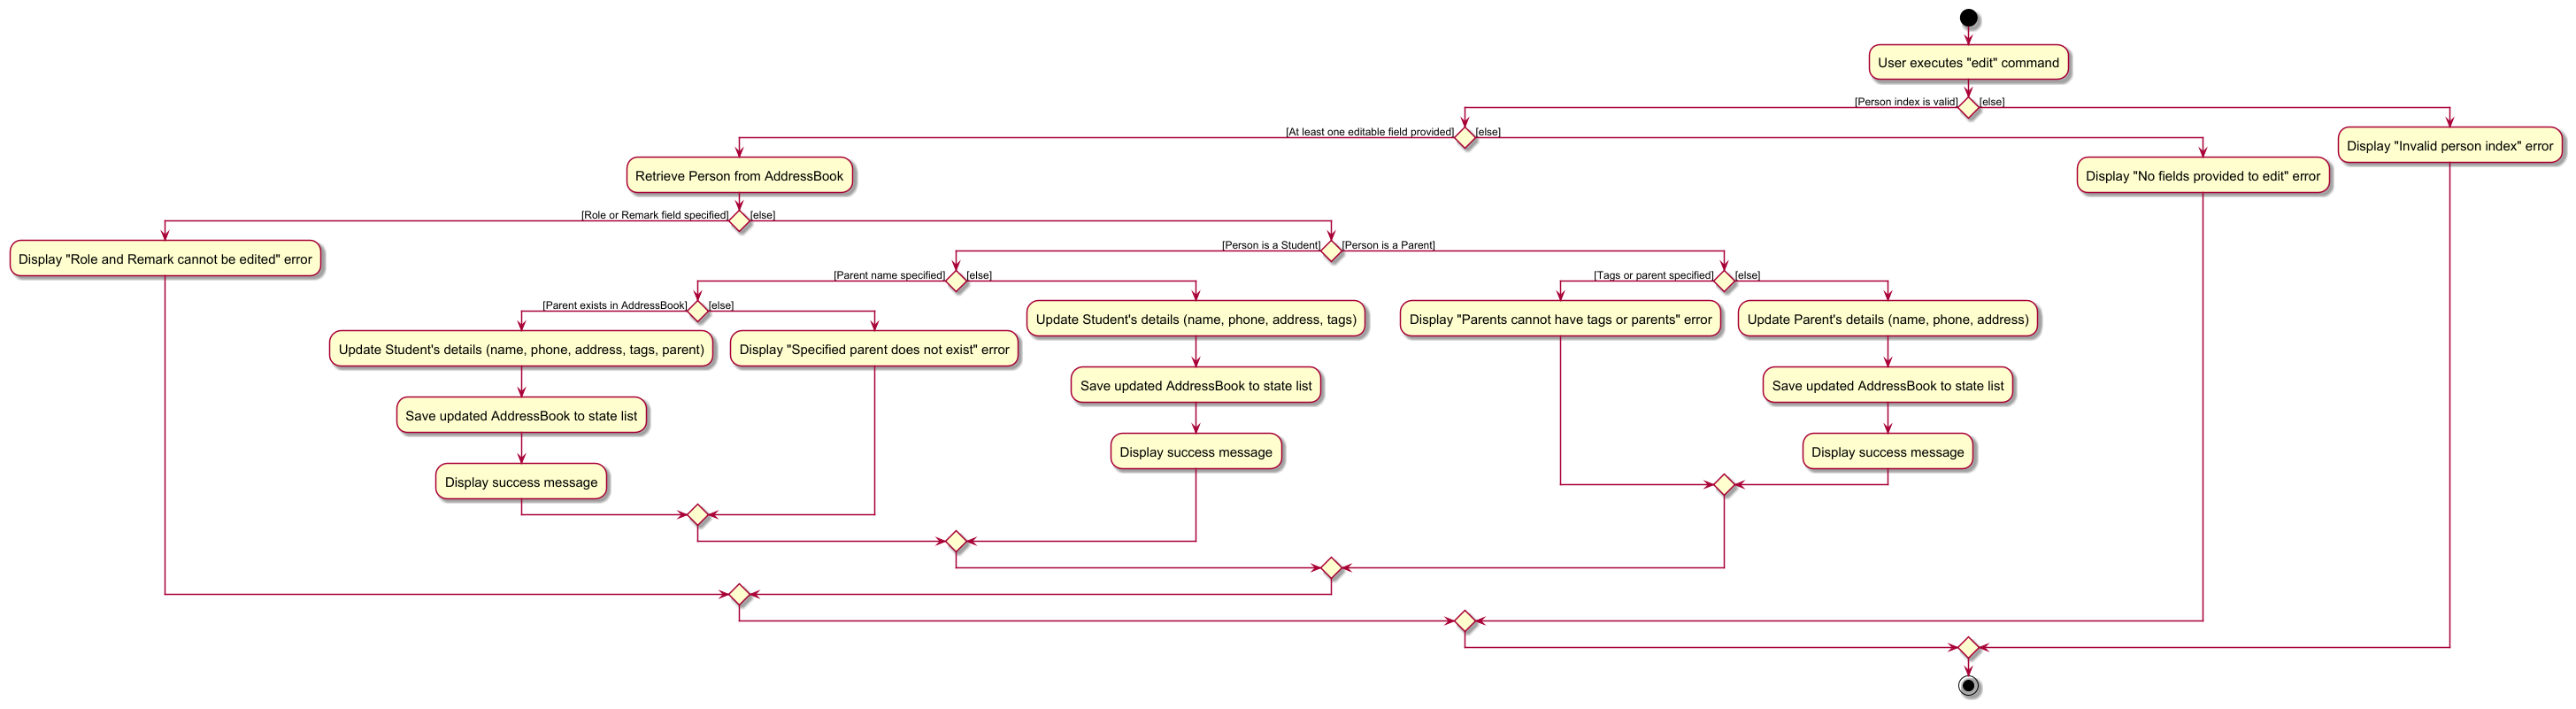 User executes "edit" command
[Person index is valid]
[else]
[At least one editable field provided]
[else]
Display "Invalid person index" error
Retrieve Person from AddressBook
Display "No fields provided to edit" error
[Role or Remark field specified]
[else]
Display "Role and Remark cannot be edited" error
[Person is a Student]
[Person is a Parent]
[Parent name specified]
[else]
[Tags or parent specified]
[else]
[Parent exists in AddressBook]
[else]
Update Student's details (name, phone, address, tags)
Display "Parents cannot have tags or parents" error
Update Parent's details (name, phone, address)
Update Student's details (name, phone, address, tags, parent)
Display "Specified parent does not exist" error
Save updated AddressBook to state list
Save updated AddressBook to state list
Save updated AddressBook to state list
Display success message
Display success message
Display success message